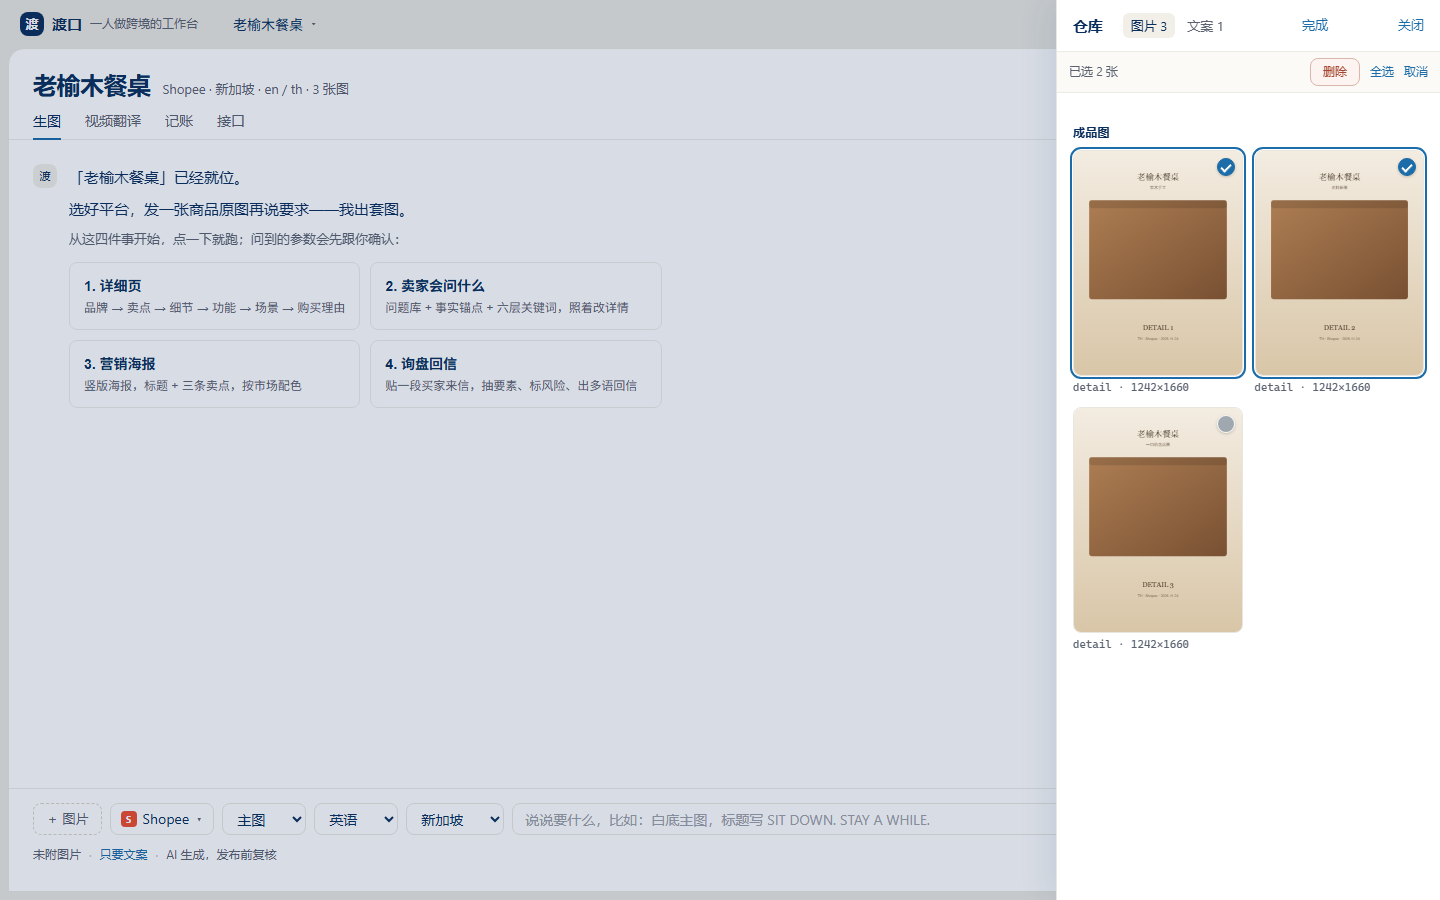 渡 渡口 一人做跨境的工作台 老榆木餐桌
老榆木餐桌 Shopee · 新加坡 · en / th · 3 张图
生图 视频翻译 记账 接口
渡 「老榆木餐桌」已经就位。
选好平台，发一张商品原图再说要求——我出套图。
从这四件事开始，点一下就跑；问到的参数会先跟你确认：
1. 详细页
品牌 → 卖点 → 细节 → 功能 → 场景 → 购买理由
2. 卖家会问什么
问题库 + 事实锚点 + 六层关键词，照着改详情
3. 营销海报
竖版海报，标题 + 三条卖点，按市场配色
4. 询盘回信
贴一段买家来信，抽要素、标风险、出多语回信
+ 图片 S Shopee 主图 英语 新加坡 说说要什么，比如：白底主图，标题写 SIT DOWN. STAY A WHILE.
未附图片 · 只要文案 · AI 生成，发布前复核
仓库 图片 3 文案 1 完成 关闭
已选 2 张 删除 全选 取消
成品图
老榆木餐桌
DETAIL 1
detail · 1242×1660
老榆木餐桌
DETAIL 2
detail · 1242×1660
老榆木餐桌
DETAIL 3
detail · 1242×1660